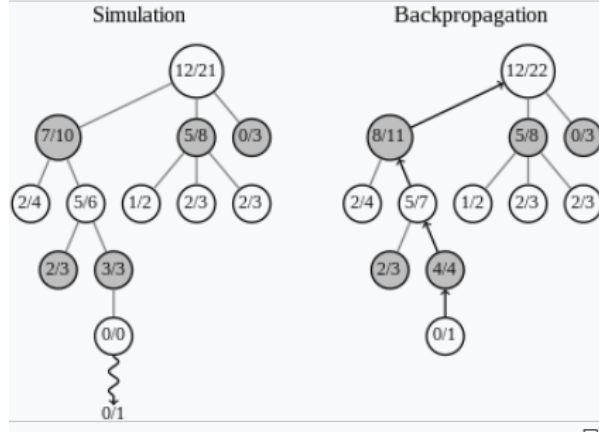 Simulation Backpropagation
12/21 12/22
7/10 5/8 0/3 8/11 5/8 0/3
2/4 5/6 1/2 2/3 2/3 2/4 5/7 1/2 2/3 2/3
2/3 3/3 2/3 4/4
0/0 0/1
0/1